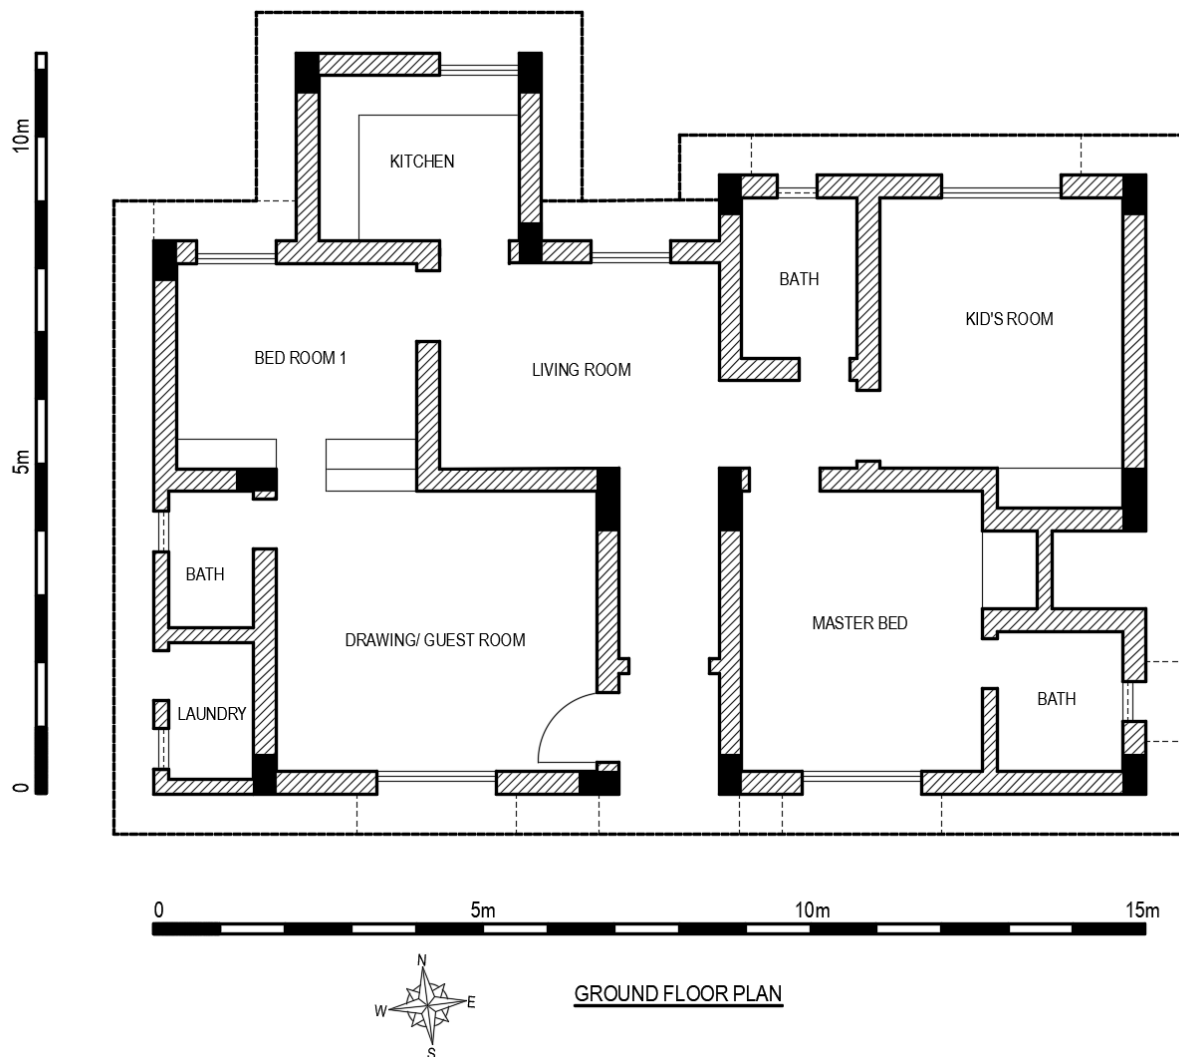 10m
KITCHEN
BATH
KID'S ROOM
BED ROOM 1
LIVING ROOM
5m
BATH
DRAWING/ GUEST ROOM
MASTER BED
LAUNDRY
BATH
0
0
5m
10m
15m
N
W
E
S
GROUND FLOOR PLAN